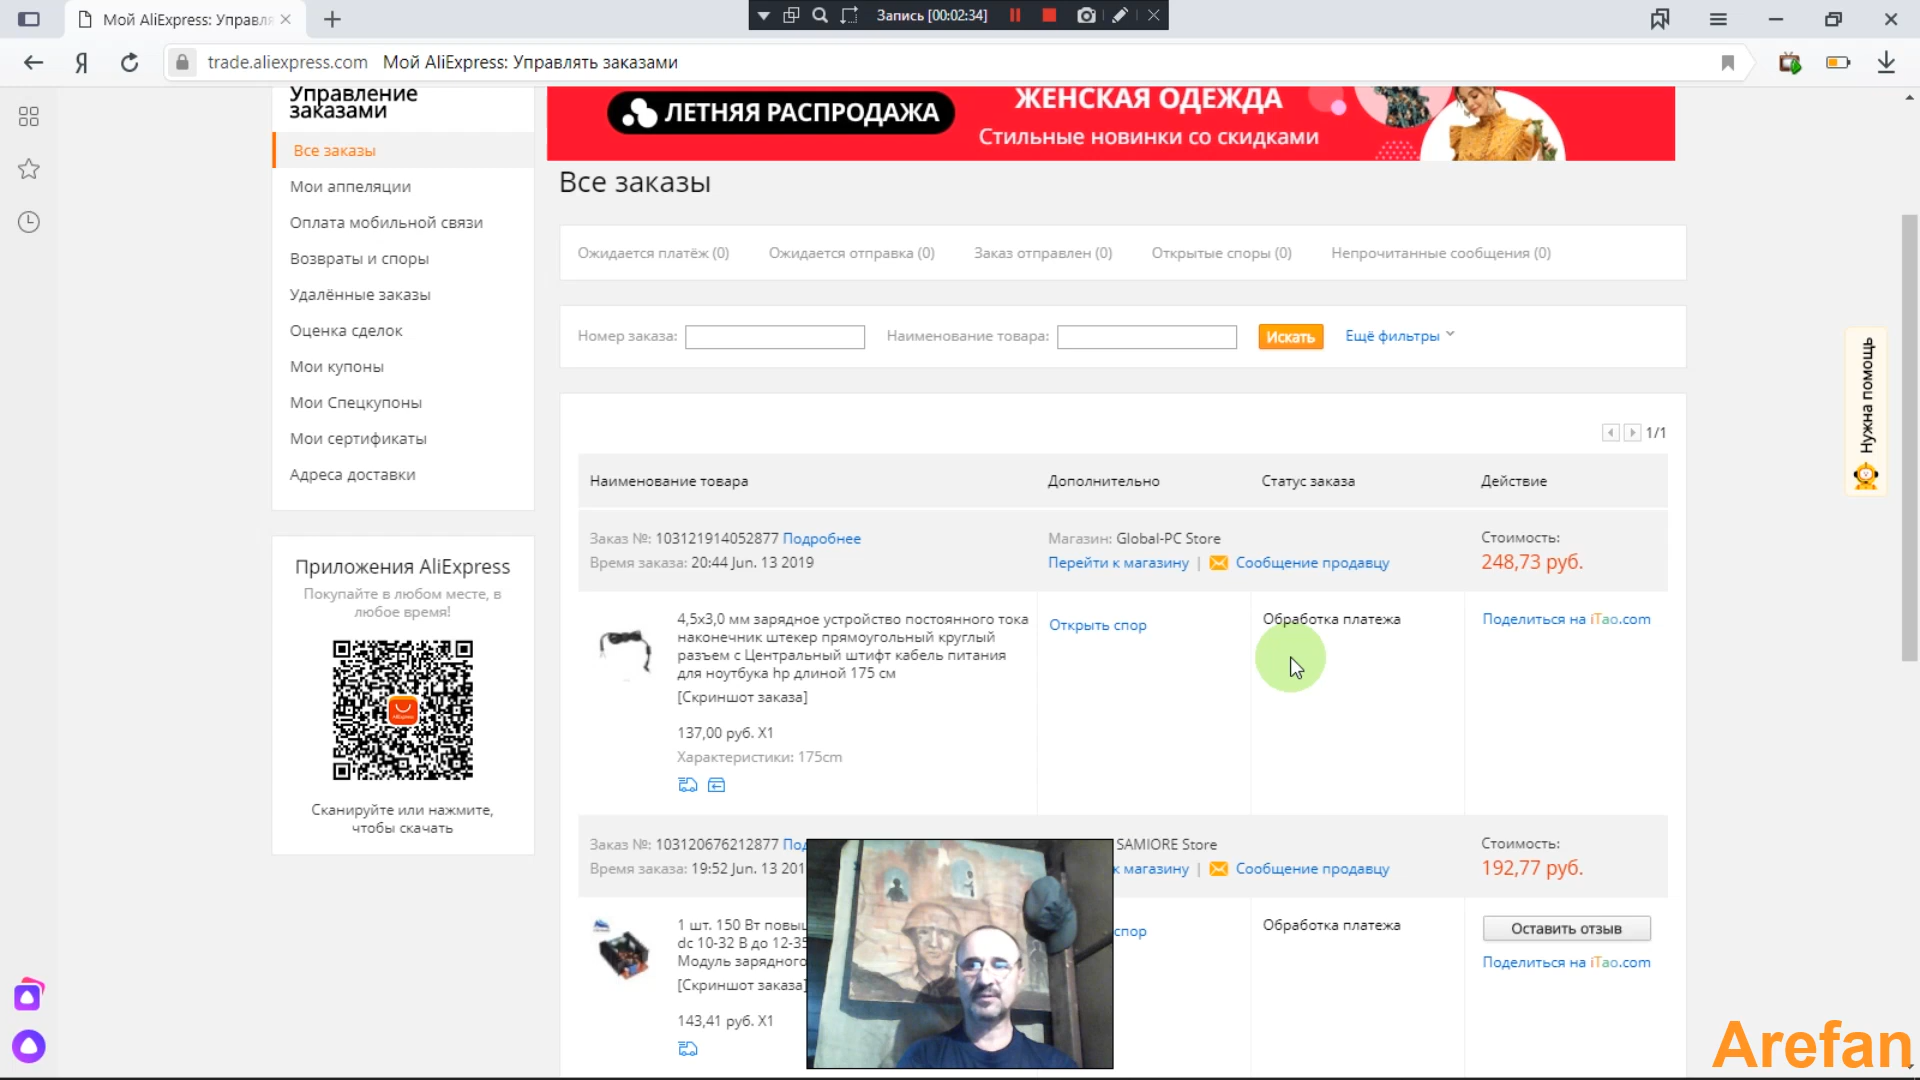 Мой AliExpress: Управля
Запись [00:02:34]
trade.aliexpress.com Мой AliExpress: Управлять заказами
Управление
заказами
Все заказы
Мои аппеляции
Оплата мобильной связи
Возвраты и споры
Удалённые заказы
Оценка сделок
Мои купоны
Мои Спецкупоны
Мои сертификаты
Адреса доставки
Приложения AliExpress
Покупайте в любом месте, в
любое время!
Сканируйте или нажмите,
чтобы скачать
ЛЕТНЯЯ РАСПРОДАЖА
ЖЕНСКАЯ ОДЕЖДА
Стильные новинки со скидками
Все заказы
Ожидается платёж (0) Ожидается отправка (0) Заказ отправлен (0) Открытые споры (0) Непрочитанные сообщения (0)
Номер заказа: Наименование товара: Искать Ещё фильтры
1/1
Наименование товара Дополнительно Статус заказа Действие
Заказ №: 103121914052877 Подробнее Магазин: Global-PC Store Стоимость:
Время заказа: 20:44 Jun. 13 2019 Перейти к магазину | Сообщение продавцу 248,73 руб.
4,5x3,0 мм зарядное устройство постоянного тока
наконечник штекер прямоугольный круглый
разъем с Центральный штифт кабель питания
для ноутбука hp длиной 175 см
[Скриншот заказа]
137,00 руб. X1
Характеристики: 175cm
Открыть спор
Обработка платежа
Поделиться на iTao.com
Заказ №: 103120676212877 Под SAMIORE Store Стоимость:
Время заказа: 19:52 Jun. 13 201 к магазину | Сообщение продавцу 192,77 руб.
1 шт. 150 Вт повыш
dc 10-32 В до 12-35
Модуль зарядного
[Скриншот заказа]
143,41 руб. X1
спор
Обработка платежа
Оставить отзыв
Поделиться на iTao.com
Нужна помощь
Arefan